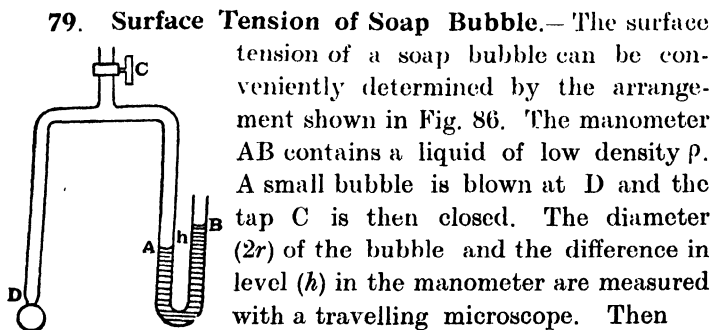 79. Surface Tension of Soap Bubble.— The surface
tension of a soap bubble can be con-
veniently determined by the arrange-
ment shown in Fig. 86. The manometer
AB contains a liquid of low density ρ.
A small bubble is blown at D and the
tap C is then closed. The diameter
(2r) of the bubble and the difference in
level (h) in the manometer are measured
with a travelling microscope. Then
C
A
h
B
D